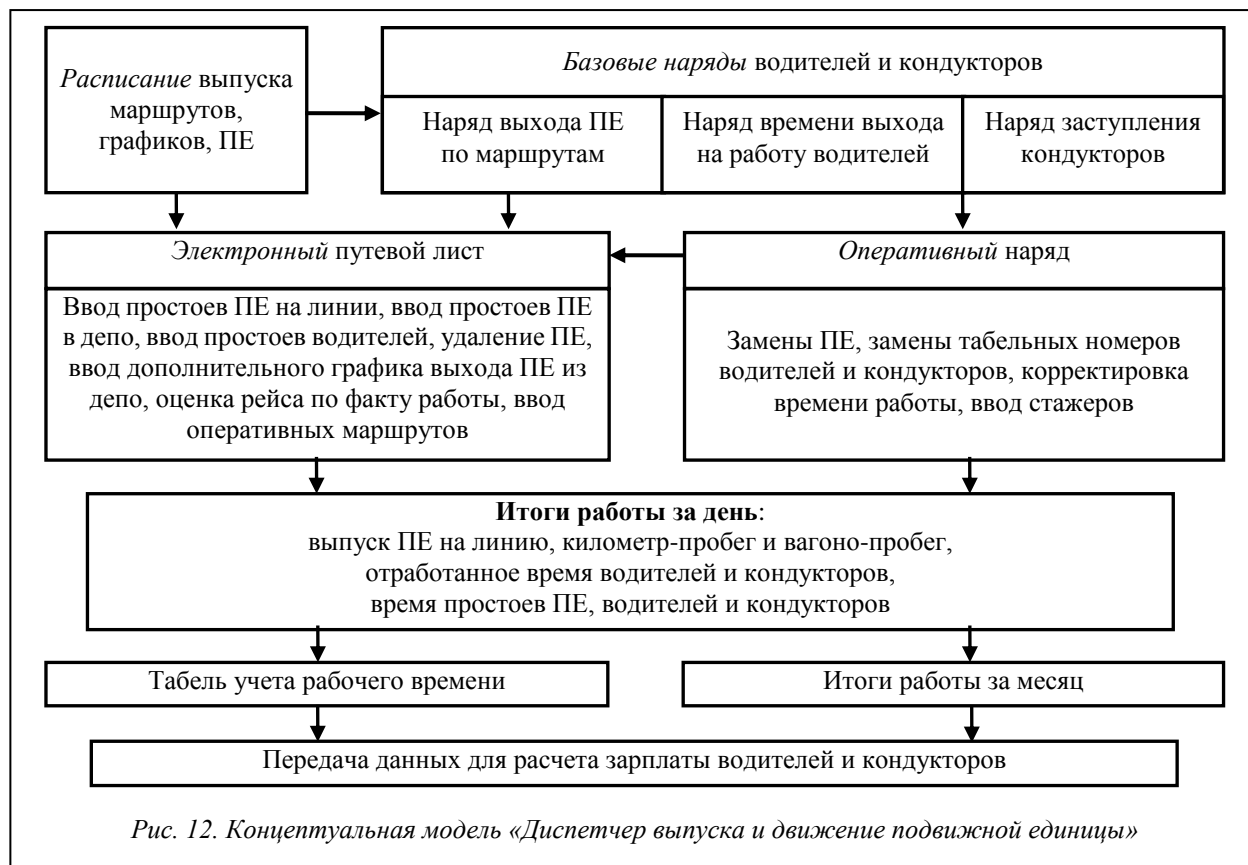 Расписание выпуска
маршрутов,
графиков, ПЕ
Базовые наряды водителей и кондукторов
Наряд выхода ПЕ
по маршрутам
Наряд времени выхода
на работу водителей
Наряд заступления
кондукторов
Электронный путевой лист
Ввод простоев ПЕ на линии, ввод простоев ПЕ
в депо, ввод простоев водителей, удаление ПЕ,
ввод дополнительного графика выхода ПЕ из
депо, оценка рейса по факту работы, ввод
оперативных маршрутов
Оперативный наряд
Замены ПЕ, замены табельных номеров
водителей и кондукторов, корректировка
времени работы, ввод стажеров
Итоги работы за день:
выпуск ПЕ на линию, километр-пробег и вагоно-пробег,
отработанное время водителей и кондукторов,
время простоев ПЕ, водителей и кондукторов
Табель учета рабочего времени
Итоги работы за месяц
Передача данных для расчета зарплаты водителей и кондукторов
Рис. 12. Концептуальная модель «Диспетчер выпуска и движение подвижной единицы»